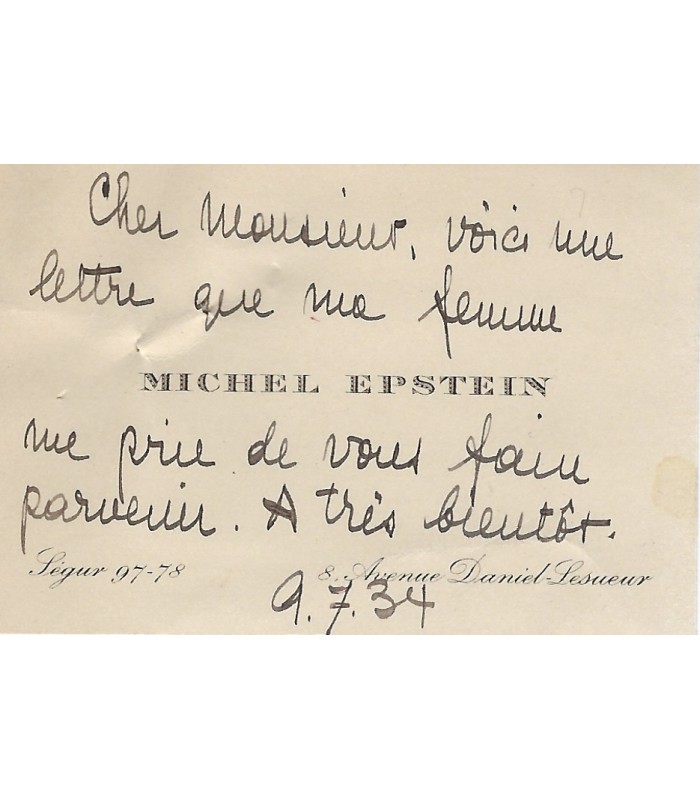 Cher Monsieur, voici une
lettre que ma femme
MICHEL EPSTEIN
me prie de vous faire
parvenir. A très bientôt.
Ségur 97-78 8. Avenue Daniel-Lesueur
9.7.34